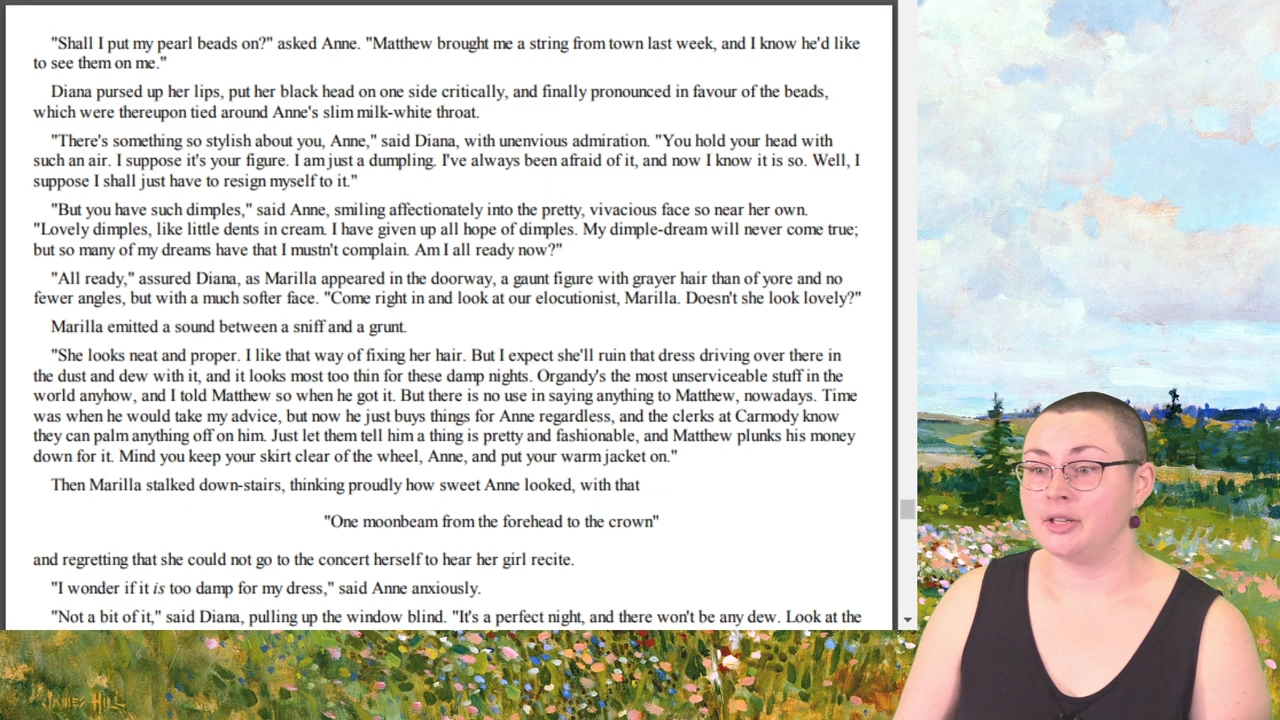 "Shall I put my pearl beads on?" asked Anne. "Matthew brought me a string from town last week, and I know he'd like
to see them on me."
Diana pursed up her lips, put her black head on one side critically, and finally pronounced in favour of the beads,
which were thereupon tied around Anne's slim milk-white throat.
"There's something so stylish about you, Anne," said Diana, with unenvious admiration. "You hold your head with
such an air. I suppose it's your figure. I am just a dumpling. I've always been afraid of it, and now I know it is so. Well, I
suppose I shall just have to resign myself to it."
"But you have such dimples," said Anne, smiling affectionately into the pretty, vivacious face so near her own.
"Lovely dimples, like little dents in cream. I have given up all hope of dimples. My dimple-dream will never come true;
but so many of my dreams have that I mustn't complain. Am I all ready now?"
"All ready," assured Diana, as Marilla appeared in the doorway, a gaunt figure with grayer hair than of yore and no
fewer angles, but with a much softer face. "Come right in and look at our elocutionist, Marilla. Doesn't she look lovely?"
Marilla emitted a sound between a sniff and a grunt.
"She looks neat and proper. I like that way of fixing her hair. But I expect she'll ruin that dress driving over there in
the dust and dew with it, and it looks most too thin for these damp nights. Organdy's the most unserviceable stuff in the
world anyhow, and I told Matthew so when he got it. But there is no use in saying anything to Matthew, nowadays. Time
was when he would take my advice, but now he just buys things for Anne regardless, and the clerks at Carmody know
they can palm anything off on him. Just let them tell him a thing is pretty and fashionable, and Matthew plunks his money
down for it. Mind you keep your skirt clear of the wheel, Anne, and put your warm jacket on."
Then Marilla stalked down-stairs, thinking proudly how sweet Anne looked, with that
"One moonbeam from the forehead to the crown"
and regretting that she could not go to the concert herself to hear her girl recite.
"I wonder if it is too damp for my dress," said Anne anxiously.
"Not a bit of it," said Diana, pulling up the window blind. "It's a perfect night, and there won't be any dew. Look at the
JAMES HILL